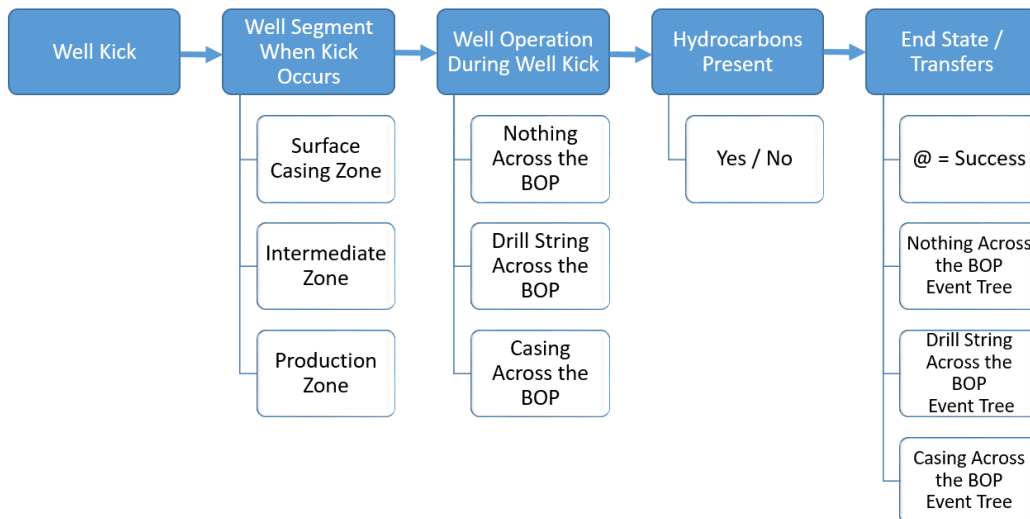 Well Kick
Well Segment
When Kick
Occurs
Surface
Casing Zone
Intermediate
Zone
Production
Zone
Well Operation
During Well Kick
Nothing
Across the
BOP
Drill String
Across the
BOP
Casing
Across the
BOP
Hydrocarbons
Present
Yes / No
End State /
Transfers
@ = Success
Nothing Across
the BOP
Event Tree
Drill String
Across the
BOP
Event Tree
Casing Across
the BOP
Event Tree